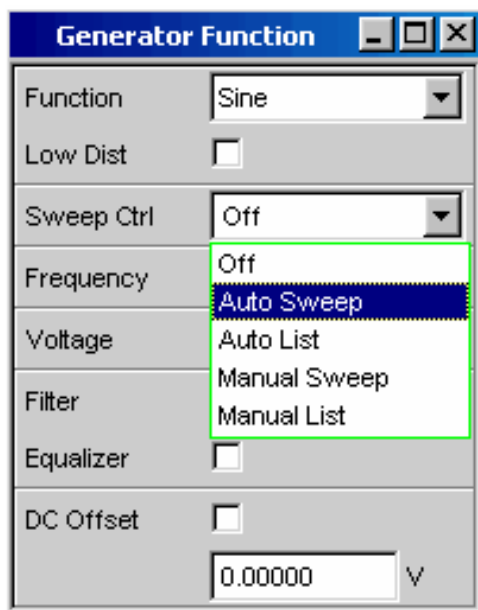 Generator Function
Function Sine
Low Dist
Sweep Ctrl Off
Off
Frequency
Auto Sweep
Voltage Auto List
Manual Sweep
Filter
Manual List
Equalizer
DC Offset
0.00000 V